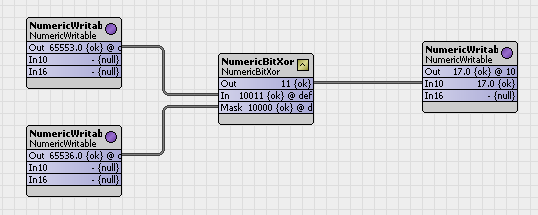 NumericWritab
NumericWritable
Out 65553.0 {ok} @ d
In10 - {null}
In16 - {null}
NumericWritab
NumericWritable
Out 65536.0 {ok} @ d
In10 - {null}
In16 - {null}
NumericBitXor
NumericBitXor
Out 11 {ok}
In 10011 {ok} @ def
Mask 10000 {ok} @ d
NumericWritab
NumericWritable
Out 17.0 {ok} @ 10
In10 17.0 {ok}
In16 - {null}